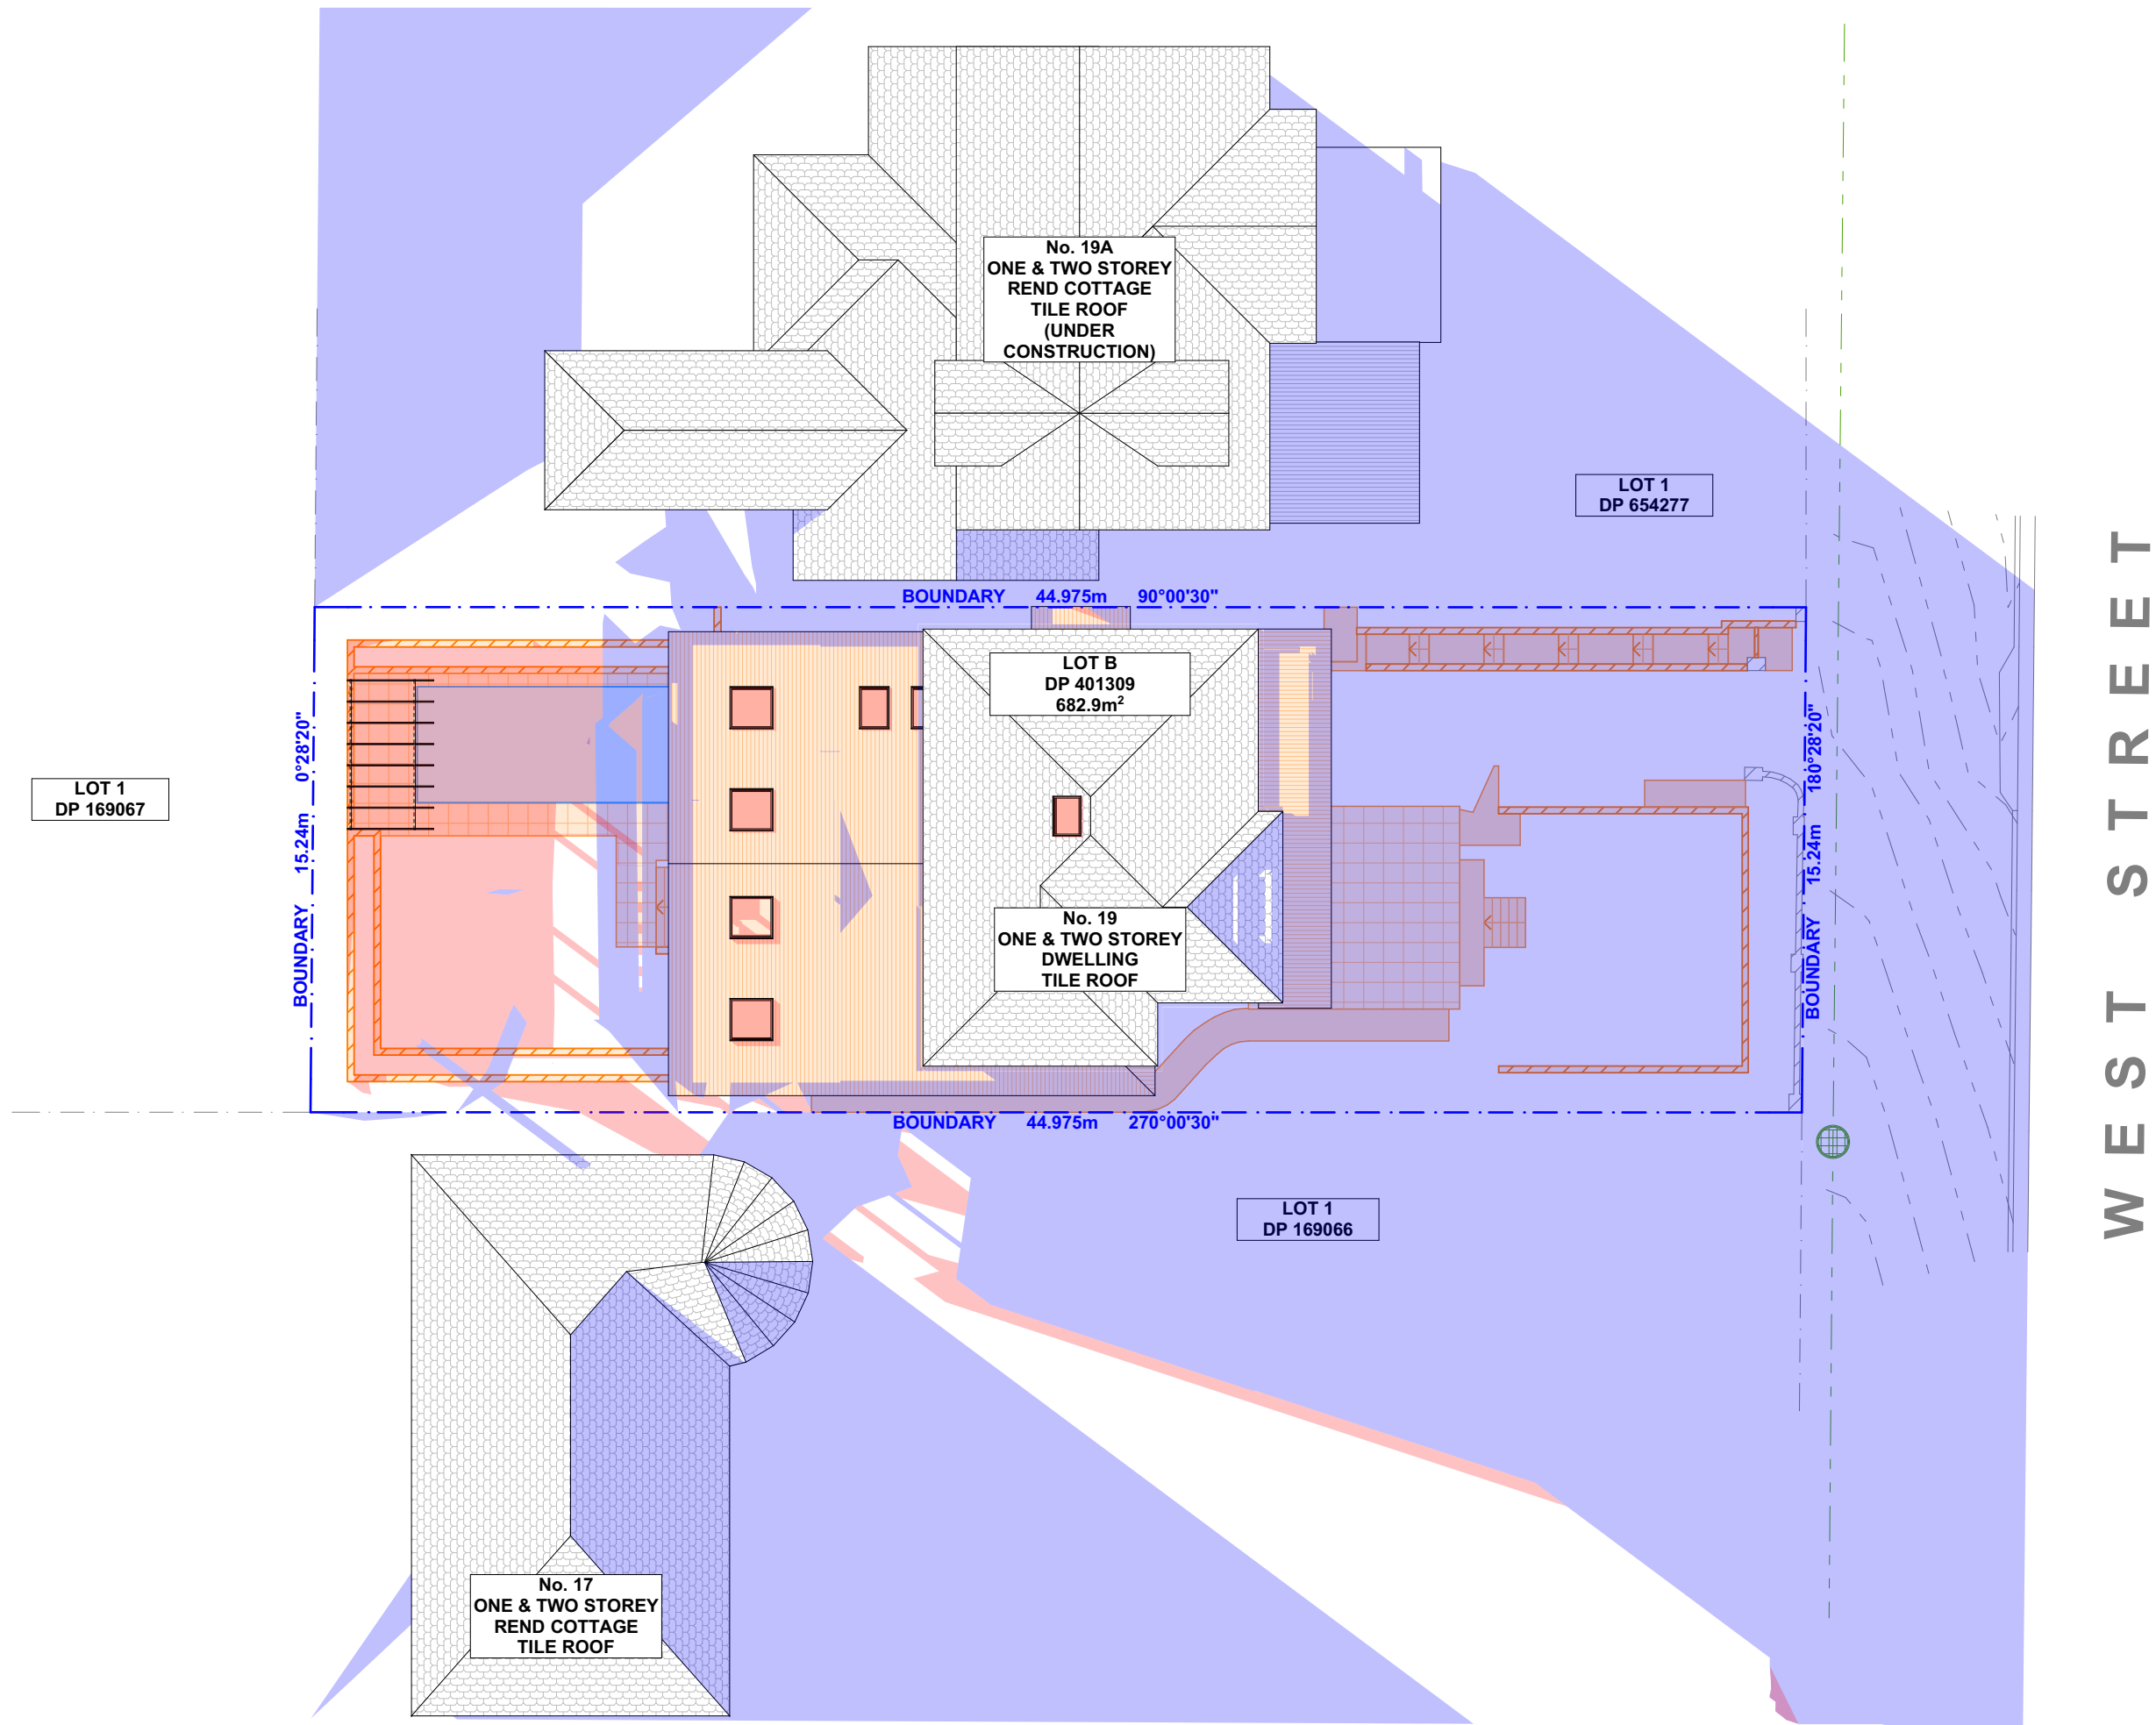 No. 19A
ONE & TWO STOREY
REND COTTAGE
TILE ROOF
(UNDER
CONSTRUCTION)
LOT 1
DP 654277
WEST STREET
BOUNDARY 44.975m 90°00'30"
LOT B
DP 401309
682.9m²
BOUNDARY 15.24m 0°28'20"
BOUNDARY 15.24m 180°28'20"
LOT 1
DP 169067
No. 19
ONE & TWO STOREY
DWELLING
TILE ROOF
BOUNDARY 44.975m 270°00'30"
LOT 1
DP 169066
No. 17
ONE & TWO STOREY
REND COTTAGE
TILE ROOF